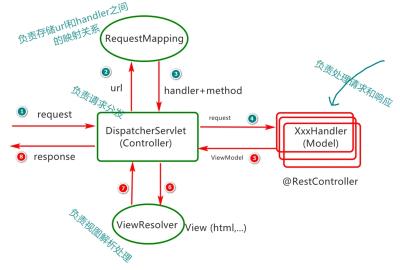 负责存储url和handler之间
的映射关系
RequestMapping
负责处理请求和响应
2
3
url
handler+method
负责请求分发
1
request
DispatcherServlet
(Controller)
request
4
XxxHandler
(Model)
8
response
ViewModel
5
@RestController
7
6
负责视图解析处理
ViewResolver
View (html,...)